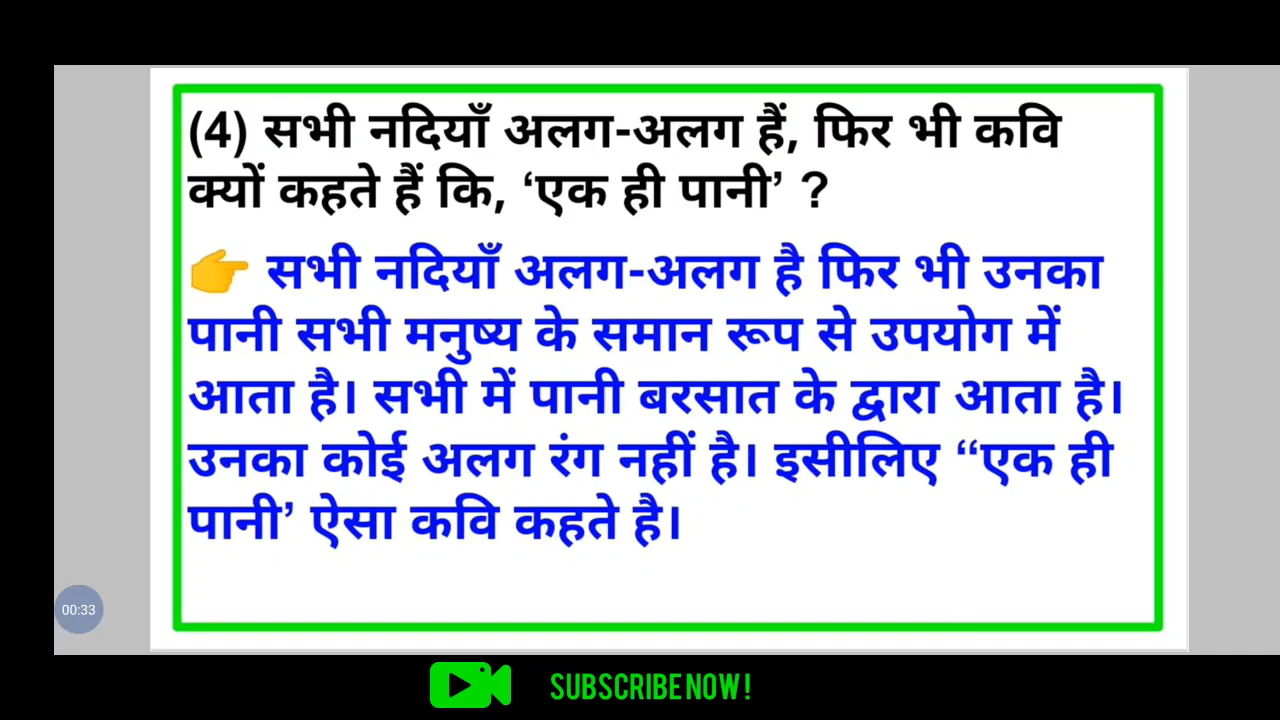 (4) सभी नदियाँ अलग-अलग हैं, फिर भी कवि
क्यों कहते हैं कि, ‘एक ही पानी’ ?
👉 सभी नदियाँ अलग-अलग है फिर भी उनका
पानी सभी मनुष्य के समान रूप से उपयोग में
आता है। सभी में पानी बरसात के द्वारा आता है।
उनका कोई अलग रंग नहीं है। इसीलिए “एक ही
पानी’ ऐसा कवि कहते है।
00:33
SUBSCRIBE NOW !